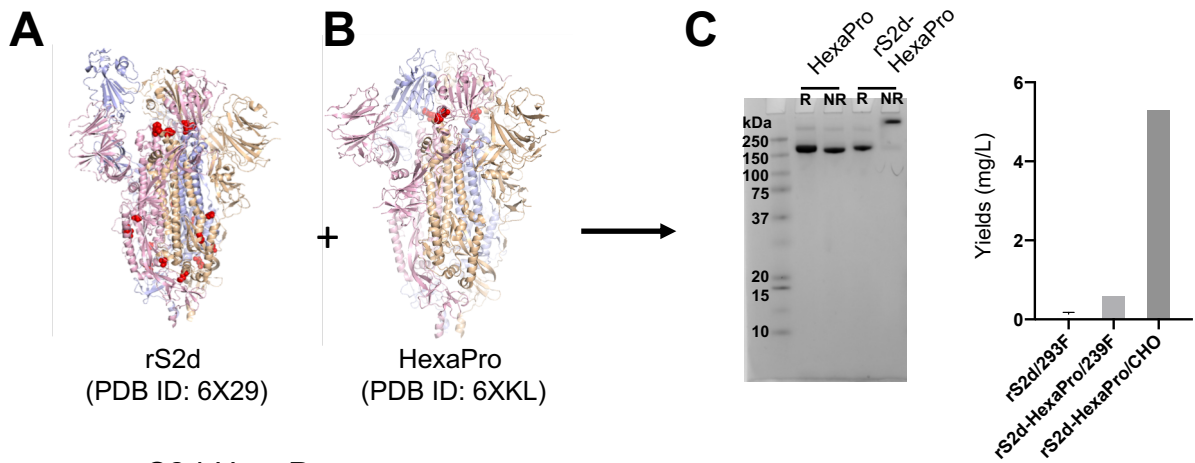 A
B
C
+
rS2d
(PDB ID: 6X29)
HexaPro
(PDB ID: 6XKL)
HexaPro
rS2d-
HexaPro
R NR R NR
kDa
250
150
100
75
37
20
15
10
Yields (mg/L)
6
4
2
0
rS2d/293F
rS2d-HexaPro/239F
rS2d-HexaPro/CHO